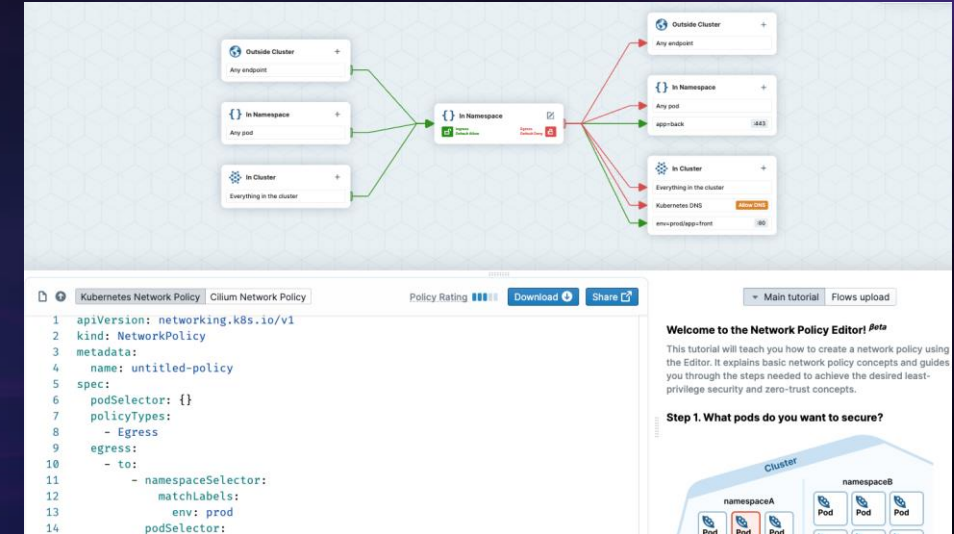 Outside Cluster +
Any endpoint
In Namespace +
Any pod
In Cluster +
Everything in the cluster
{} In Namespace
Ingress
Default Allow
Egress
Default Deny
Outside Cluster +
Any endpoint
{} In Namespace +
Any pod
app=back :443
In Cluster +
Everything in the cluster
Kubernetes DNS Allow DNS
env=prod/app=front :80
Kubernetes Network Policy Cilium Network Policy Policy Rating Download Share
1 apiVersion: networking.k8s.io/v1
2 kind: NetworkPolicy
3 metadata:
4 name: untitled-policy
5 spec:
6 podSelector: {}
7 policyTypes:
8 - Egress
9 egress:
10 - to:
11 - namespaceSelector:
12 matchLabels:
13 env: prod
14 podSelector:
Main tutorial Flows upload
Welcome to the Network Policy Editor! Beta
This tutorial will teach you how to create a network policy using
the Editor. It explains basic network policy concepts and guides
you through the steps needed to achieve the desired least-
privilege security and zero-trust concepts.
Step 1. What pods do you want to secure?
Cluster
namespaceA
Pod Pod Pod
namespaceB
Pod Pod Pod